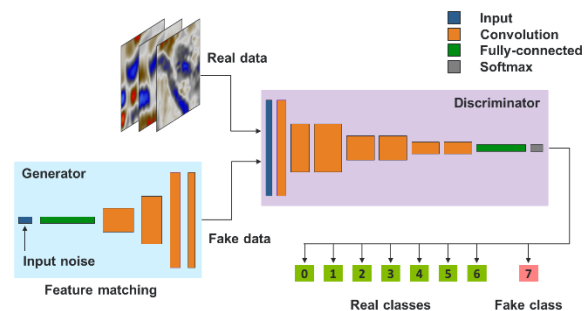 Input
Convolution
Fully-connected
Softmax
Real data
Discriminator
Generator
Input noise
Fake data
Feature matching
0 1 2 3 4 5 6 7
Real classes Fake class